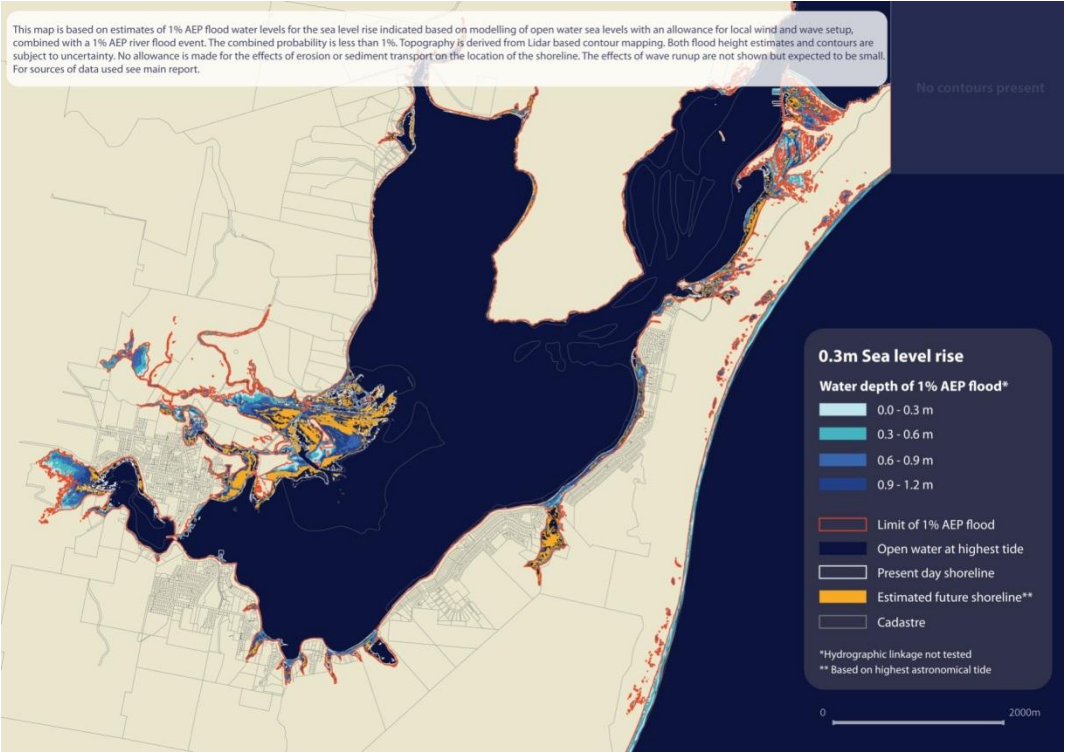 This map is based on estimates of 1% AEP flood water levels for the sea level rise indicated based on modelling of open water sea levels with an allowance for local wind and wave setup,
combined with a 1% AEP river flood event. The combined probability is less than 1%. Topography is derived from Lidar based contour mapping. Both flood height estimates and contours are
subject to uncertainty. No allowance is made for the effects of erosion or sediment transport on the location of the shoreline. The effects of wave runup are not shown but expected to be small.
For sources of data used see main report.
No contours present
0.3m Sea level rise
Water depth of 1% AEP flood*
0.0 - 0.3 m
0.3 - 0.6 m
0.6 - 0.9 m
0.9 - 1.2 m
Limit of 1% AEP flood
Open water at highest tide
Present day shoreline
Estimated future shoreline**
Cadastre
*Hydrographic linkage not tested
** Based on highest astronomical tide
0 2000m